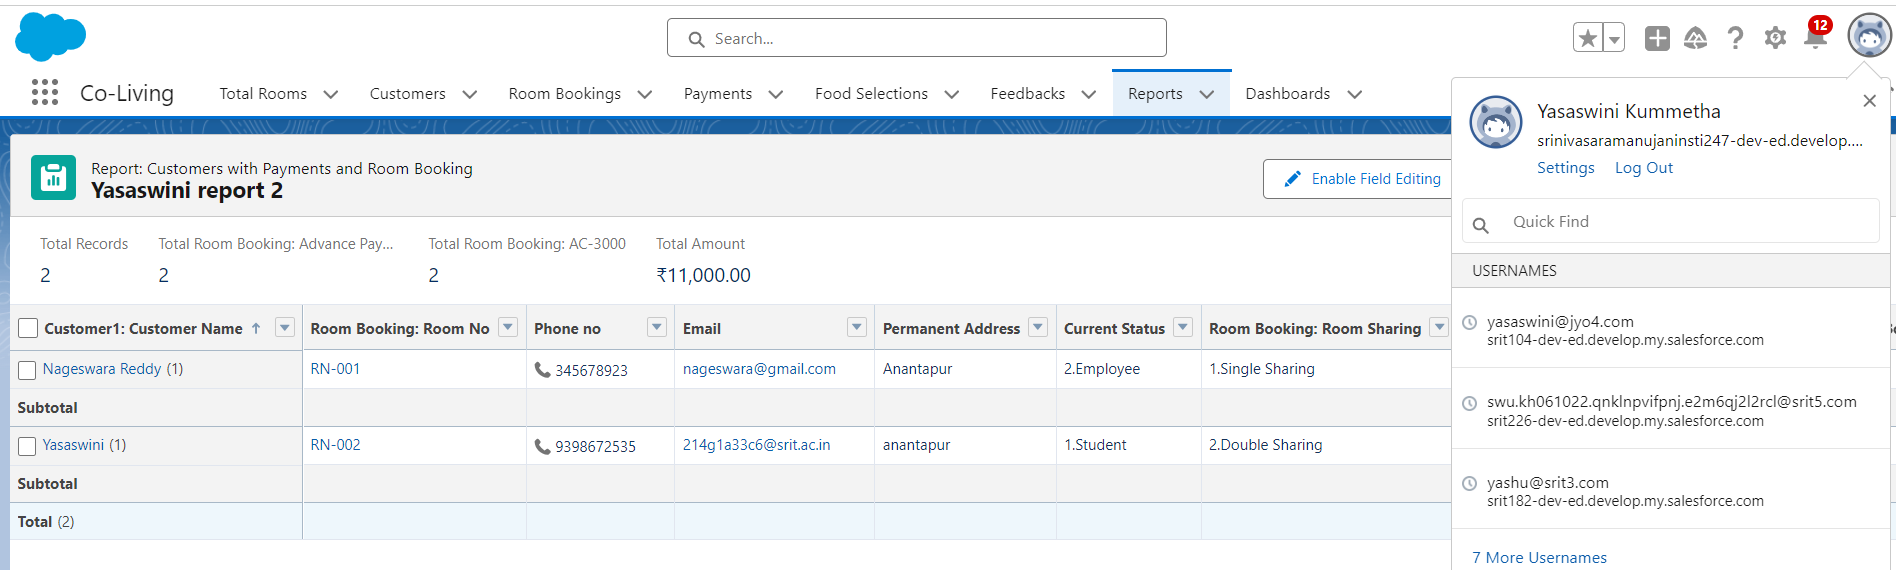 Search...
12
Co-Living
Total Rooms
Customers
Room Bookings
Payments
Food Selections
Feedbacks
Reports
Dashboards
Report: Customers with Payments and Room Booking
Yasaswini report 2
Enable Field Editing
Total Records
Total Room Booking: Advance Pay...
Total Room Booking: AC-3000
Total Amount
2
2
2
₹11,000.00
Customer1: Customer Name ↑
Room Booking: Room No
Phone no
Email
Permanent Address
Current Status
Room Booking: Room Sharing
Nageswara Reddy (1)
RN-001
345678923
nageswara@gmail.com
Anantapur
2.Employee
1.Single Sharing
Subtotal
Yasaswini (1)
RN-002
9398672535
214g1a33c6@srit.ac.in
anantapur
1.Student
2.Double Sharing
Subtotal
Total (2)
Yasaswini Kummetha
srinivasaramanujaninsti247-dev-ed.develop....
Settings
Log Out
Quick Find
USERNAMES
yasaswini@jyo4.com
srit104-dev-ed.develop.my.salesforce.com
swu.kh061022.qnklnpvifpnj.e2m6qj2l2rcl@srit5.com
srit226-dev-ed.develop.my.salesforce.com
yashu@srit3.com
srit182-dev-ed.develop.my.salesforce.com
7 More Usernames